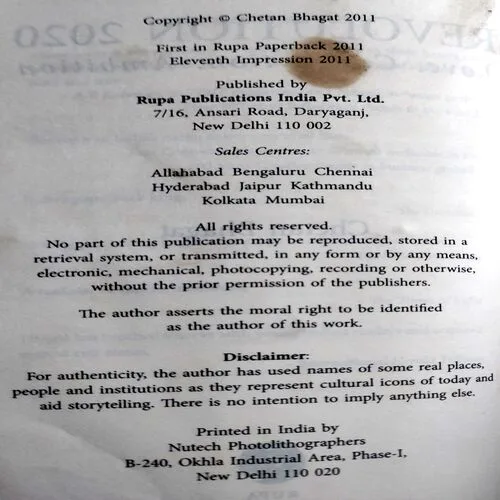 Copyright © Chetan Bhagat 2011
First in Rupa Paperback 2011
Eleventh Impression 2011
Published by
Rupa Publications India Pvt. Ltd.
7/16, Ansari Road, Daryaganj,
New Delhi 110 002
Sales Centres:
Allahabad Bengaluru Chennai
Hyderabad Jaipur Kathmandu
Kolkata Mumbai
All rights reserved.
No part of this publication may be reproduced, stored in a
retrieval system, or transmitted, in any form or by any means,
electronic, mechanical, photocopying, recording or otherwise,
without the prior permission of the publishers.
The author asserts the moral right to be identified
as the author of this work.
Disclaimer:
For authenticity, the author has used names of some real places,
people and institutions as they represent cultural icons of today and
aid storytelling. There is no intention to imply anything else.
Printed in India by
Nutech Photolithographers
B-240, Okhla Industrial Area, Phase-I,
New Delhi 110 020